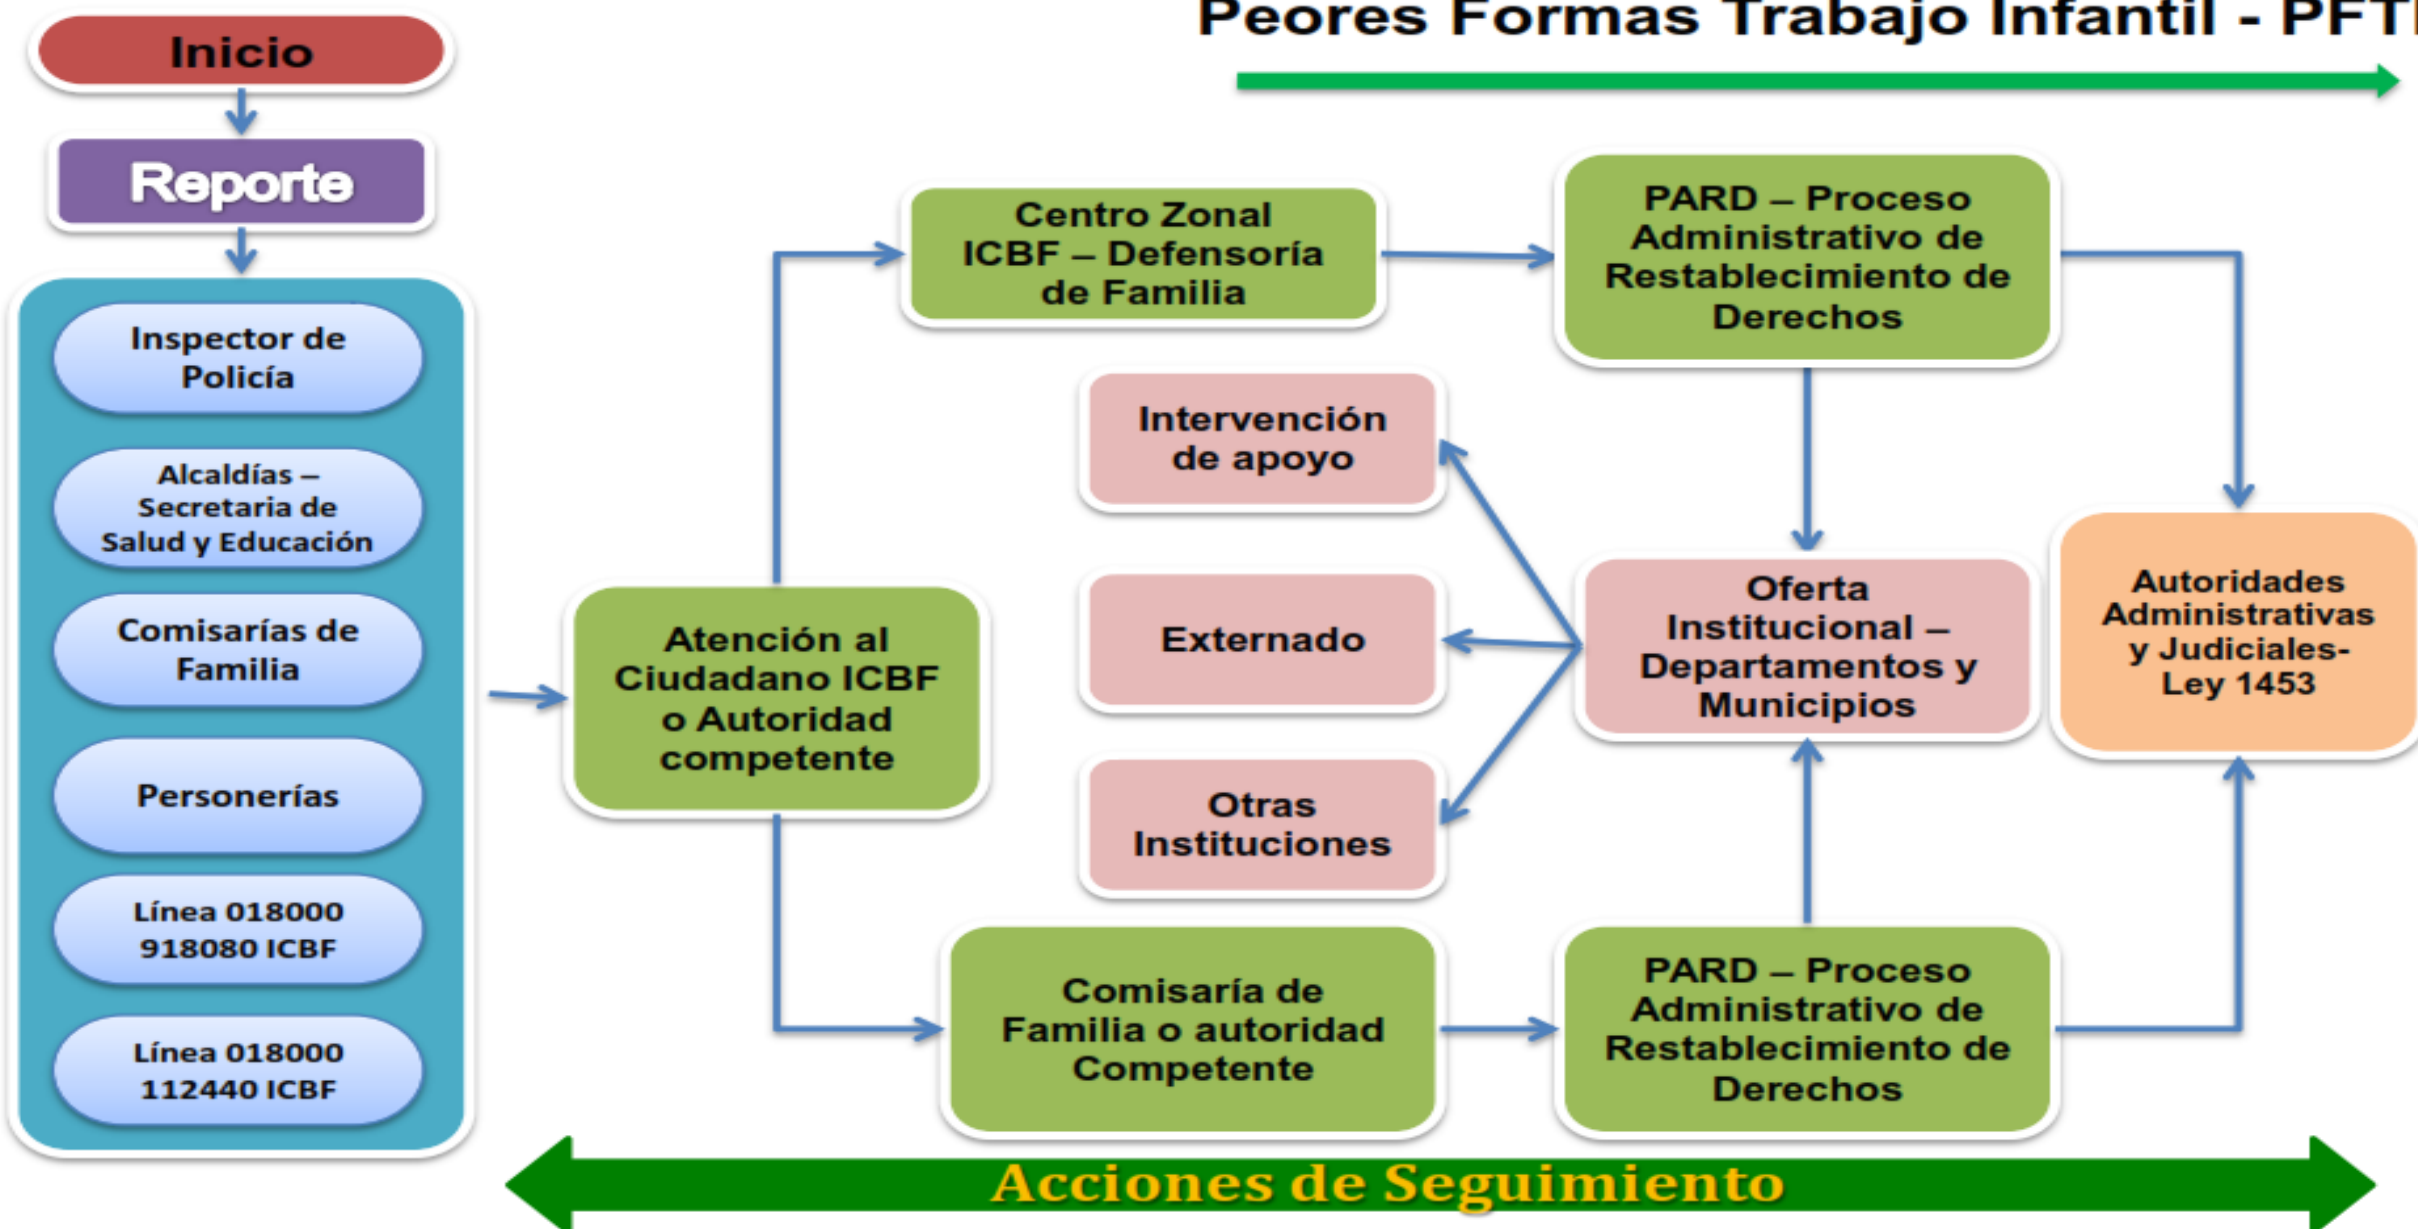 Peores Formas Trabajo Infantil - PFTI
Inicio
Reporte
Inspector de
Policía
Alcaldías –
Secretaria de
Salud y Educación
Comisarías de
Familia
Personerías
Línea 018000
918080 ICBF
Línea 018000
112440 ICBF
Atención al
Ciudadano ICBF
o Autoridad
competente
Centro Zonal
ICBF – Defensoría
de Familia
PARD – Proceso
Administrativo de
Restablecimiento de
Derechos
Intervención
de apoyo
Externado
Otras
Instituciones
Oferta
Institucional –
Departamentos y
Municipios
Autoridades
Administrativas
y Judiciales-
Ley 1453
Comisaría de
Familia o autoridad
Competente
PARD – Proceso
Administrativo de
Restablecimiento de
Derechos
Acciones de Seguimiento